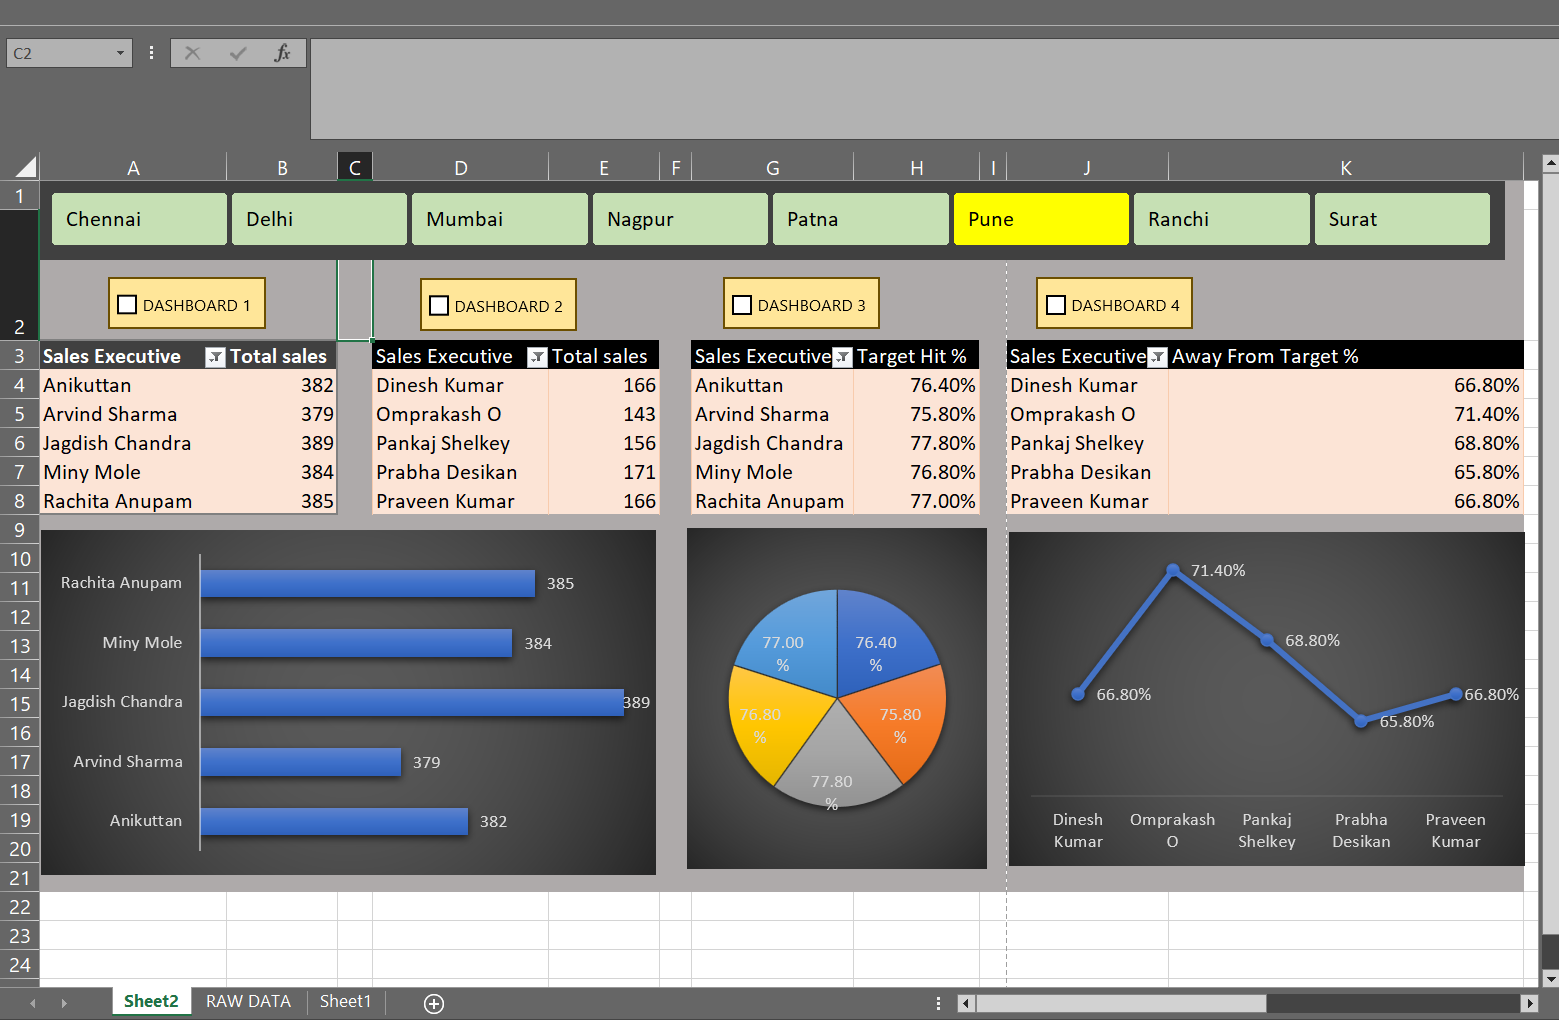 C2
fx
A B C D E F G H I J K
1
Chennai Delhi Mumbai Nagpur Patna Pune Ranchi Surat
2
DASHBOARD 1 DASHBOARD 2 DASHBOARD 3 DASHBOARD 4
3 Sales Executive Total sales Sales Executive Total sales Sales Executive Target Hit % Sales Executive Away From Target %
4 Anikuttan 382 Dinesh Kumar 166 Anikuttan 76.40% Dinesh Kumar 66.80%
5 Arvind Sharma 379 Omprakash O 143 Arvind Sharma 75.80% Omprakash O 71.40%
6 Jagdish Chandra 389 Pankaj Shelkey 156 Jagdish Chandra 77.80% Pankaj Shelkey 68.80%
7 Miny Mole 384 Prabha Desikan 171 Miny Mole 76.80% Prabha Desikan 65.80%
8 Rachita Anupam 385 Praveen Kumar 166 Rachita Anupam 77.00% Praveen Kumar 66.80%
9
10
11
12
13
14
15
16
17
18
19
20
21
22
23
24
Rachita Anupam 385
Miny Mole 384
Jagdish Chandra 389
Arvind Sharma 379
Anikuttan 382
77.00
%
76.40
%
76.80
%
75.80
%
77.80
%
71.40%
68.80%
66.80%
66.80%
65.80%
Dinesh Omprakash Pankaj Prabha Praveen
Kumar O Shelkey Desikan Kumar
Sheet2 RAW DATA Sheet1